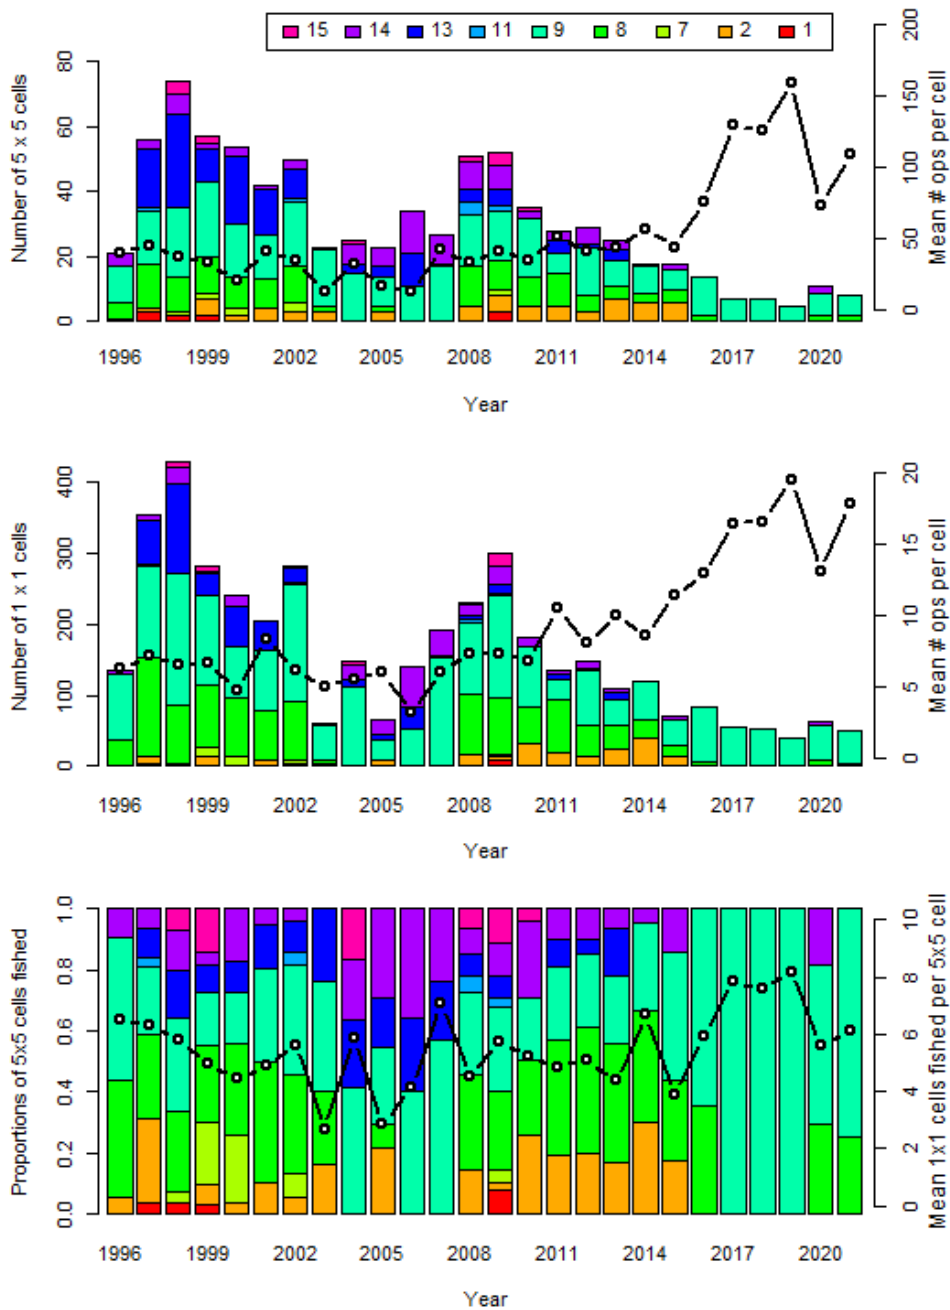 15 14 13 11 9 8 7 2 1
Number of 5 x 5 cells
0 20 40 60 80
Mean # ops per cell
0 50 100 150 200
1996 1999 2002 2005 2008 2011 2014 2017 2020
Year
Number of 1 x 1 cells
0 100 200 300 400
Mean # ops per cell
0 5 10 15 20
1996 1999 2002 2005 2008 2011 2014 2017 2020
Year
Proportions of 5x5 cells fished
0.0 0.2 0.4 0.6 0.8 1.0
Mean 1x1 cells fished per 5x5 cell
0 2 4 6 8 10
1996 1999 2002 2005 2008 2011 2014 2017 2020
Year